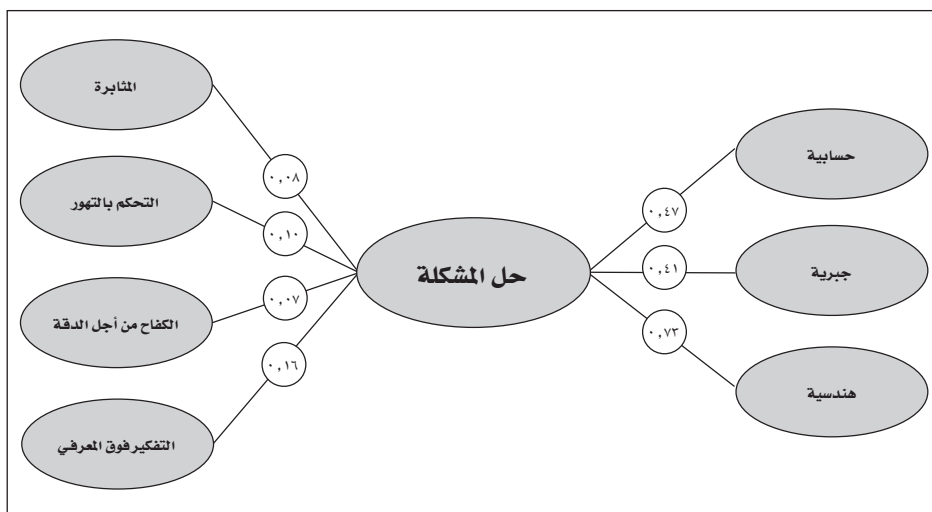 المثابرة
التحكم بالتهور
الكفاح من أجل الدقة
التفكير فوق المعرفي
٠,٠٨
٠,١٠
٠,٠٧
٠,١٦
حل المشكلة
٠,٤٧
٠,٤١
٠,٧٣
حسابية
جبرية
هندسية